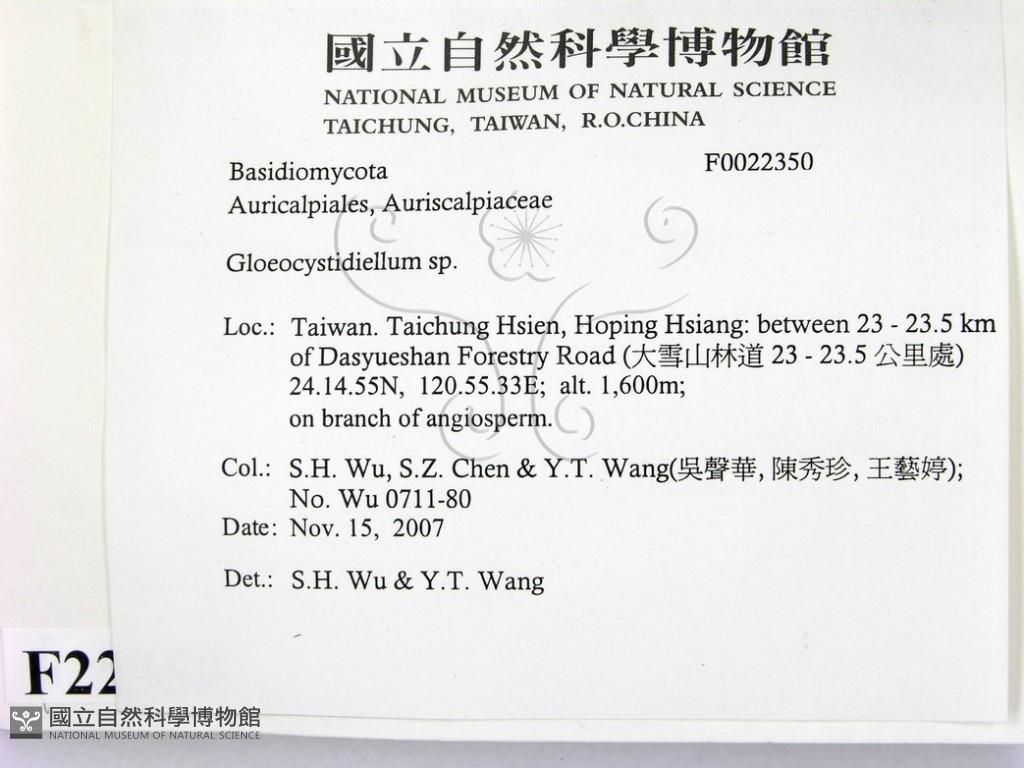 國立自然科學博物館
NATIONAL MUSEUM OF NATURAL SCIENCE
TAICHUNG, TAIWAN, R.O.CHINA
Basidiomycota F0022350
Auricalpiales, Auriscalpiaceae
Gloeocystidiellum sp.
Loc.: Taiwan. Taichung Hsien, Hoping Hsiang: between 23 - 23.5 km
of Dasyueshan Forestry Road (大雪山林道 23 - 23.5 公里處)
24.14.55N, 120.55.33E; alt. 1,600m;
on branch of angiosperm.
Col.: S.H. Wu, S.Z. Chen & Y.T. Wang(吳聲華, 陳秀珍, 王藝婷);
No. Wu 0711-80
Date: Nov. 15, 2007
Det.: S.H. Wu & Y.T. Wang
F22
國立自然科學博物館
NATIONAL MUSEUM OF NATURAL SCIENCE